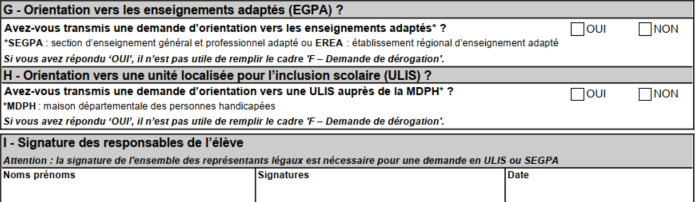 G - Orientation vers les enseignements adaptés (EGPA) ?
Avez-vous transmis une demande d'orientation vers les enseignements adaptés* ? OUI NON
*SEGPA : section d'enseignement général et professionnel adapté ou EREA : établissement régional d'enseignement adapté
Si vous avez répondu 'OUI', il n'est pas utile de remplir le cadre 'F – Demande de dérogation'.
H - Orientation vers une unité localisée pour l'inclusion scolaire (ULIS) ?
Avez-vous transmis une demande d'orientation vers une ULIS auprès de la MDPH* ? OUI NON
*MDPH : maison départementale des personnes handicapées
Si vous avez répondu 'OUI', il n'est pas utile de remplir le cadre 'F – Demande de dérogation'.
I - Signature des responsables de l'élève
Attention : la signature de l'ensemble des représentants légaux est nécessaire pour une demande en ULIS ou SEGPA
Noms prénoms Signatures Date